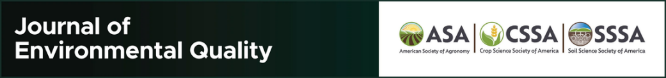 Journal of
Environmental Quality
ASA
American Society of Agronomy
CSSA
Crop Science Society of America
SSSA
Soil Science Society of America